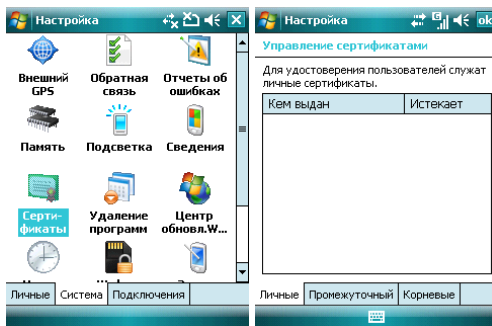 Настройка
Внешний GPS
Обратная связь
Отчеты об ошибках
Память
Подсветка
Сведения
Серти-
фикаты
Удаление программ
Центр обновл.W...
Личные Система Подключения
Настройка ok
Управление сертификатами
Для удостоверения пользователей служат
личные сертификаты.
Кем выдан Истекает
Личные Промежуточный Корневые